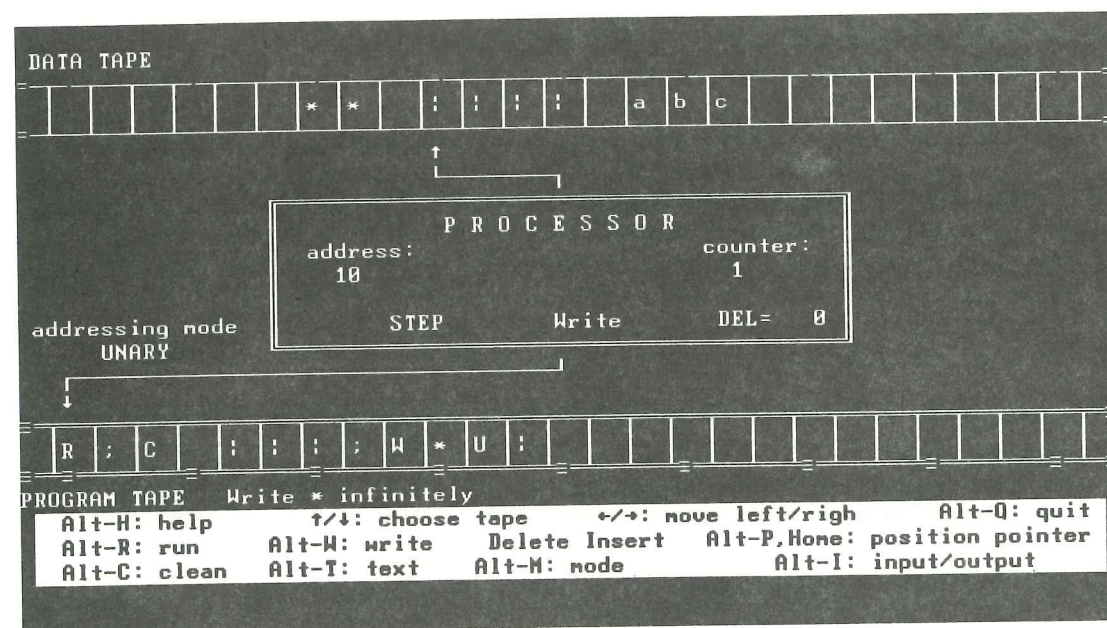 DATA TAPE
* * ¦ ¦ ¦ ¦ a b c
↑
P R O C E S S O R
address: counter:
10 1
STEP Write DEL= 0
addressing mode
UNARY
↓
R ; C ¦ ¦ ¦ ; W * U ¦
PROGRAM TAPE Write * infinitely
Alt-H: help ↑/↓: choose tape ←/→: move left/righ Alt-Q: quit
Alt-R: run Alt-W: write Delete Insert Alt-P,Home: position pointer
Alt-C: clean Alt-T: text Alt-M: mode Alt-I: input/output